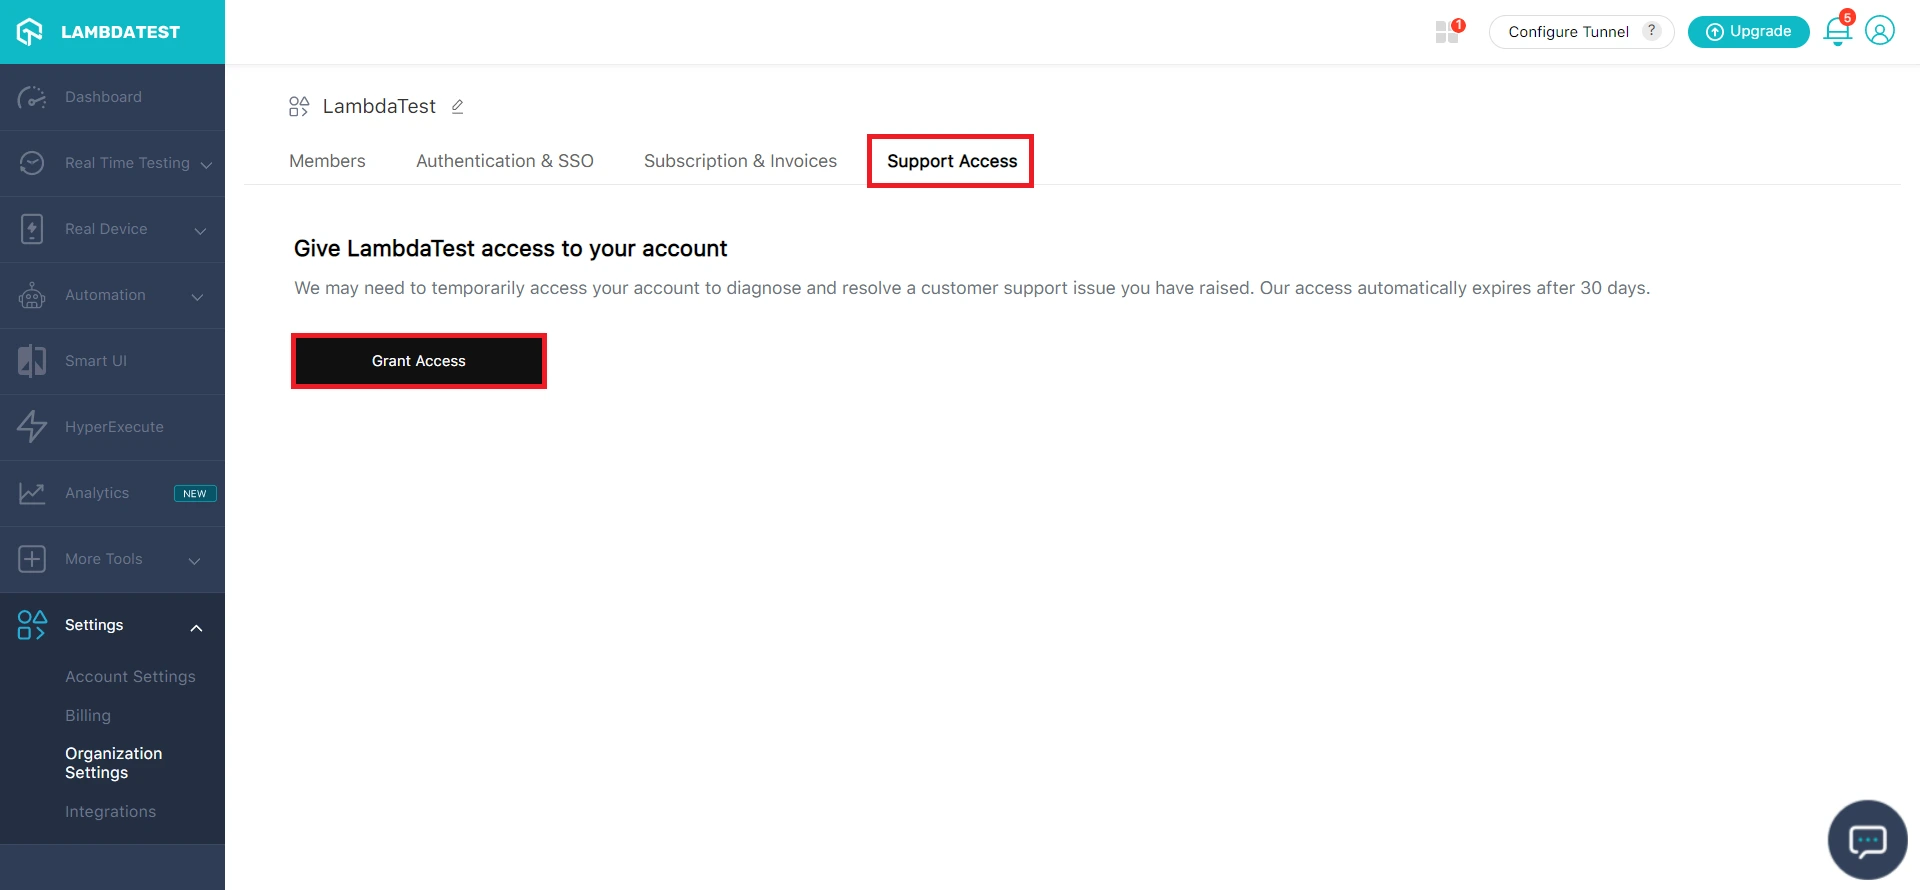 LAMBDATEST
1
Configure Tunnel ?
Upgrade
5
Dashboard
Real Time Testing
Real Device
Automation
Smart UI
HyperExecute
Analytics NEW
More Tools
Settings
Account Settings
Billing
Organization
Settings
Integrations
LambdaTest
Members Authentication & SSO Subscription & Invoices Support Access
Give LambdaTest access to your account
We may need to temporarily access your account to diagnose and resolve a customer support issue you have raised. Our access automatically expires after 30 days.
Grant Access